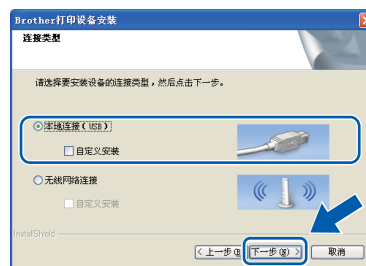 Brother打印设备安装
连接类型
请选择要安装设备的连接类型，然后点击下一步。
本地连接(USB)
自定义安装
无线网络连接
自定义安装
InstallShield
< 上一步(B) 下一步(N) > 取消